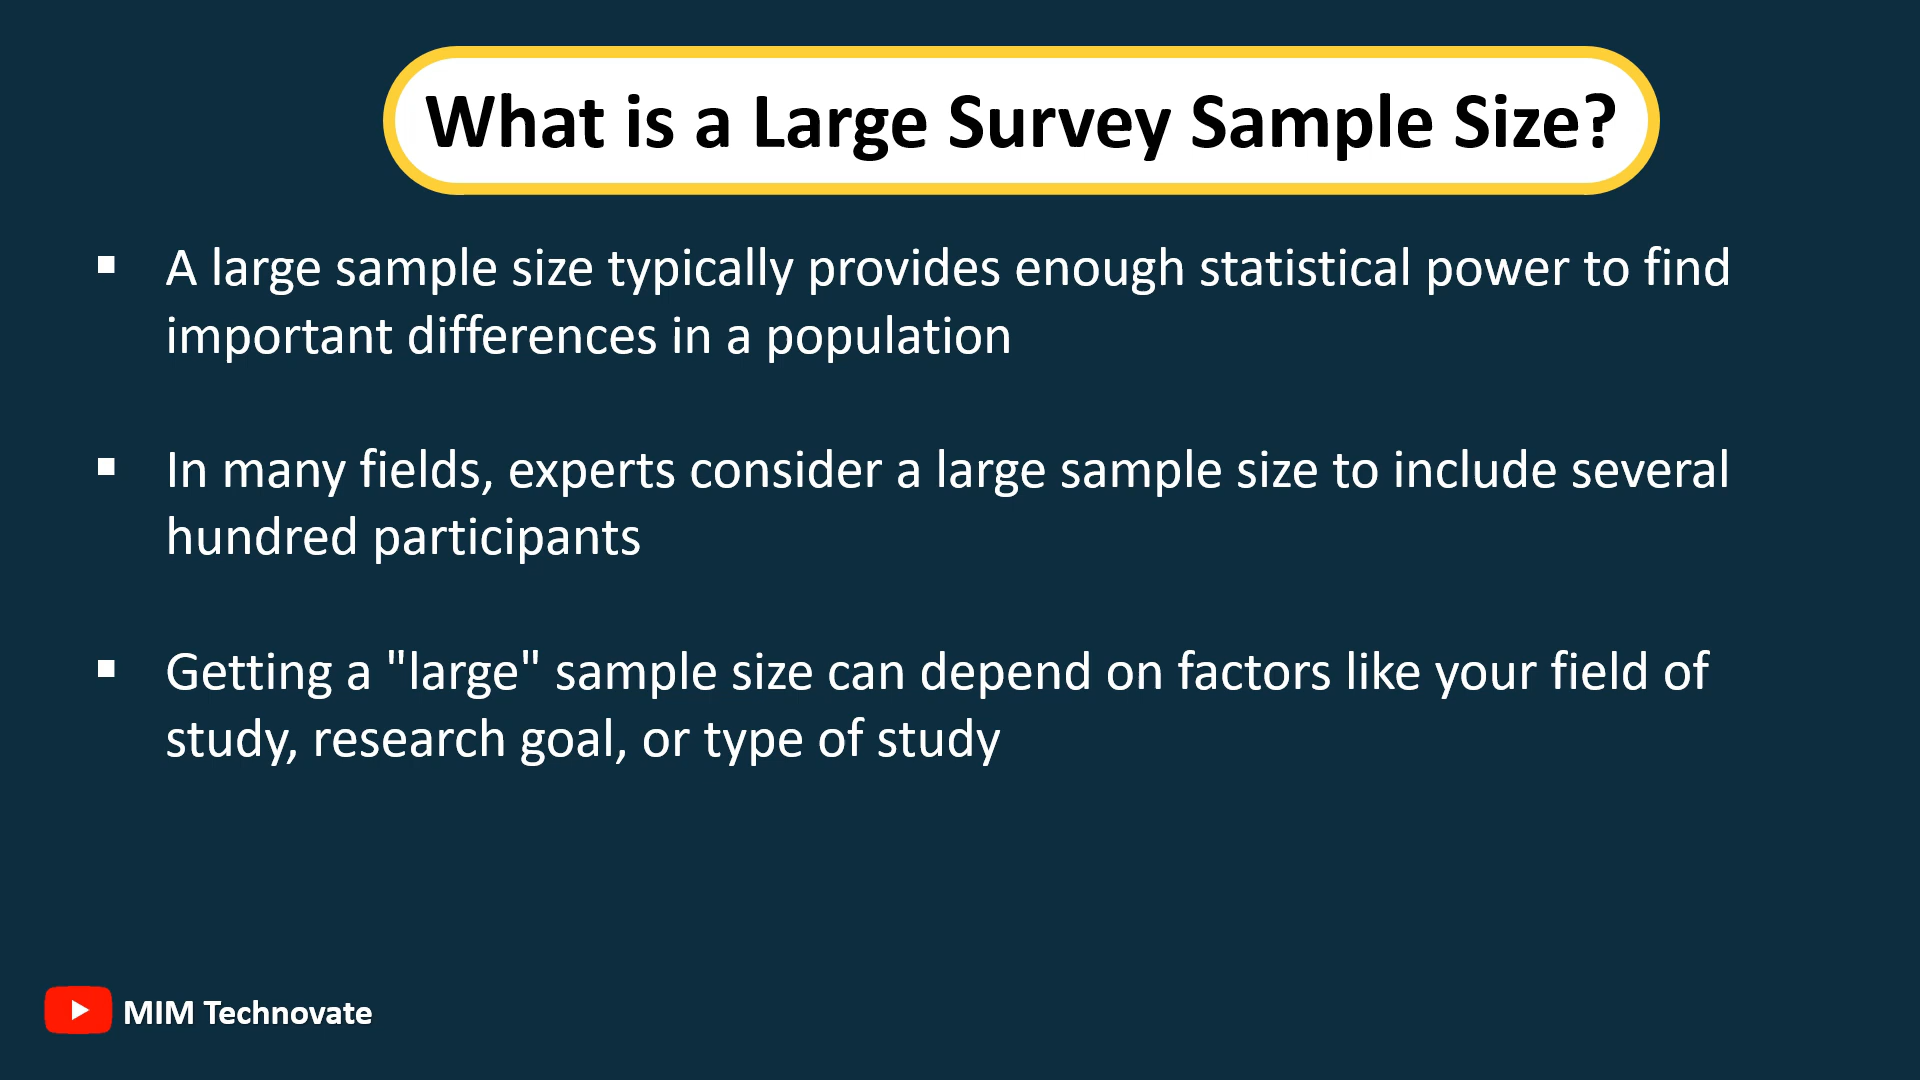 What is a Large Survey Sample Size?
▪ A large sample size typically provides enough statistical power to find
important differences in a population
▪ In many fields, experts consider a large sample size to include several
hundred participants
▪ Getting a "large" sample size can depend on factors like your field of
study, research goal, or type of study
MIM Technovate